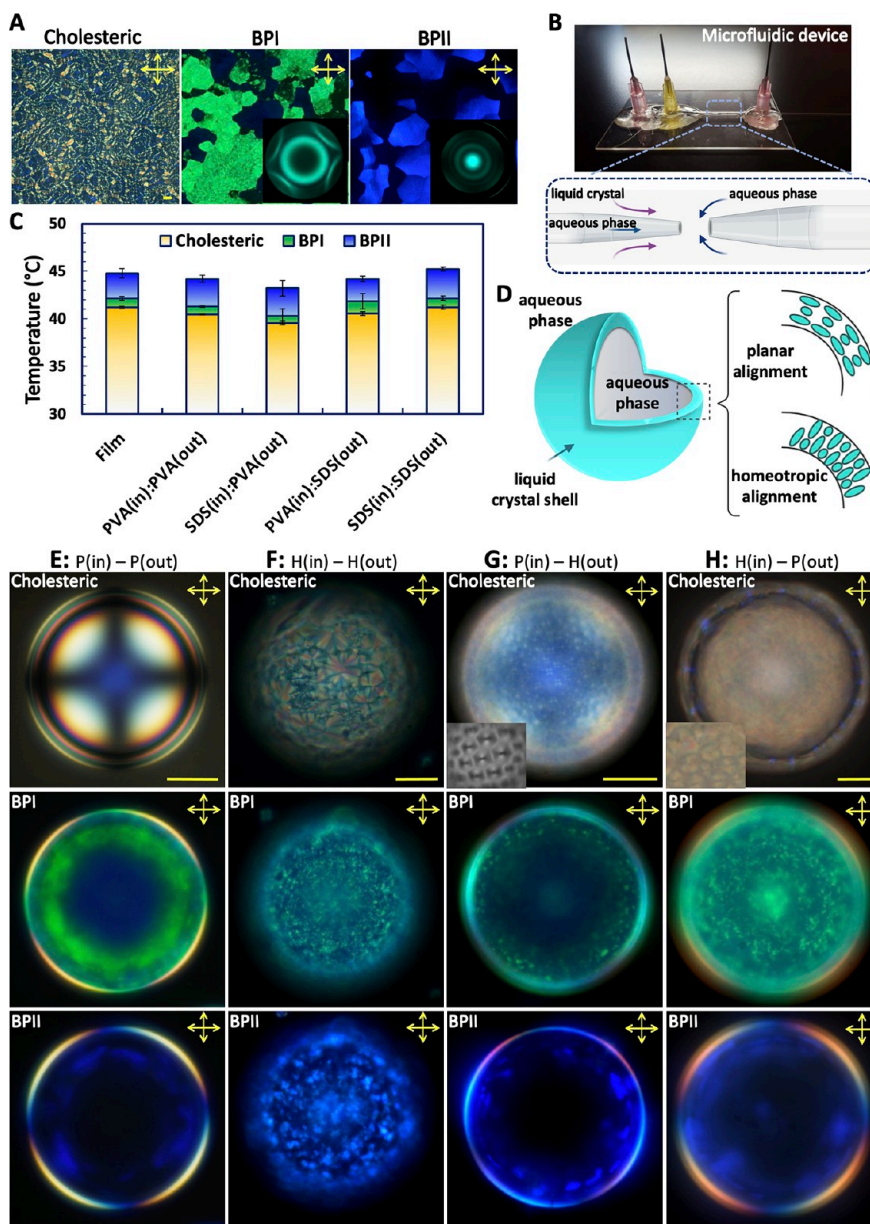 A
Cholesteric
BPI
BPII
B
Microfluidic device
liquid crystal
aqueous phase
aqueous phase
C
Temperature (°C)
50
45
40
35
30
Cholesteric
BPI
BPII
Film
PVA(in):PVA(out)
SDS(in):PVA(out)
PVA(in):SDS(out)
SDS(in):SDS(out)
D
aqueous
phase
aqueous
phase
liquid
crystal shell
planar
alignment
homeotropic
alignment
E: P(in) – P(out)
F: H(in) – H(out)
G: P(in) – H(out)
H: H(in) – P(out)
Cholesteric
Cholesteric
Cholesteric
Cholesteric
BPI
BPI
BPI
BPI
BPII
BPII
BPII
BPII